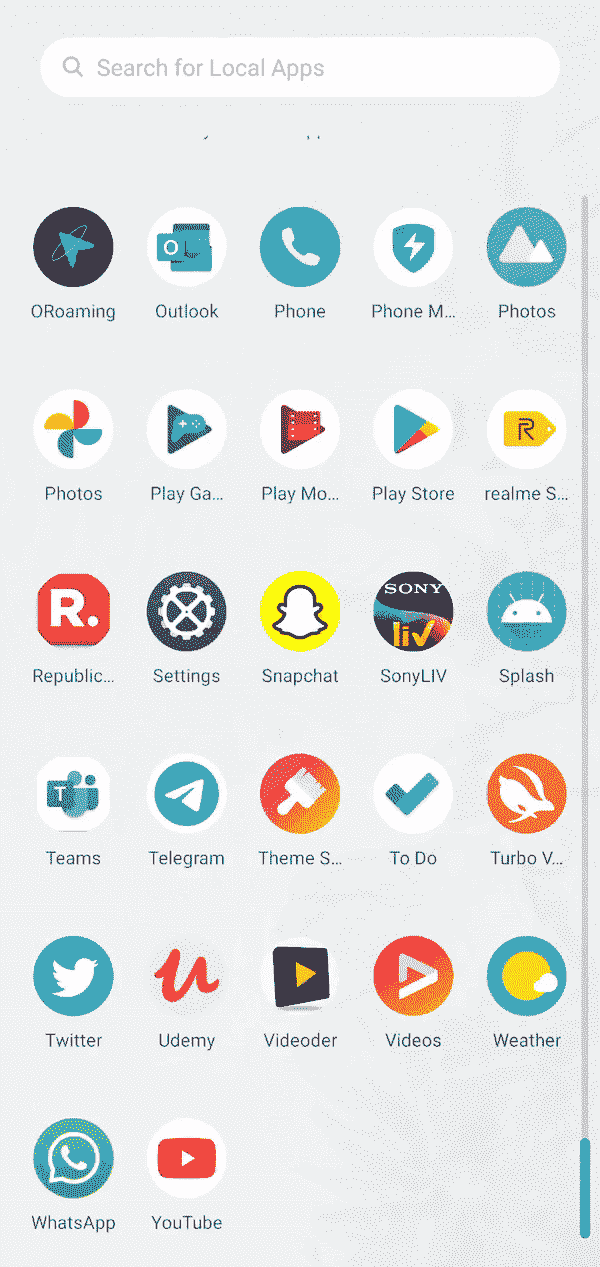 Search for Local Apps
ORoaming Outlook Phone Phone M... Photos
O
Photos Play Ga... Play Mo... Play Store realme S...
R.
SONY
liv
Republic... Settings Snapchat SonyLIV Splash
T
Teams Telegram Theme S... To Do Turbo V...
Twitter Udemy Videoder Videos Weather
WhatsApp YouTube